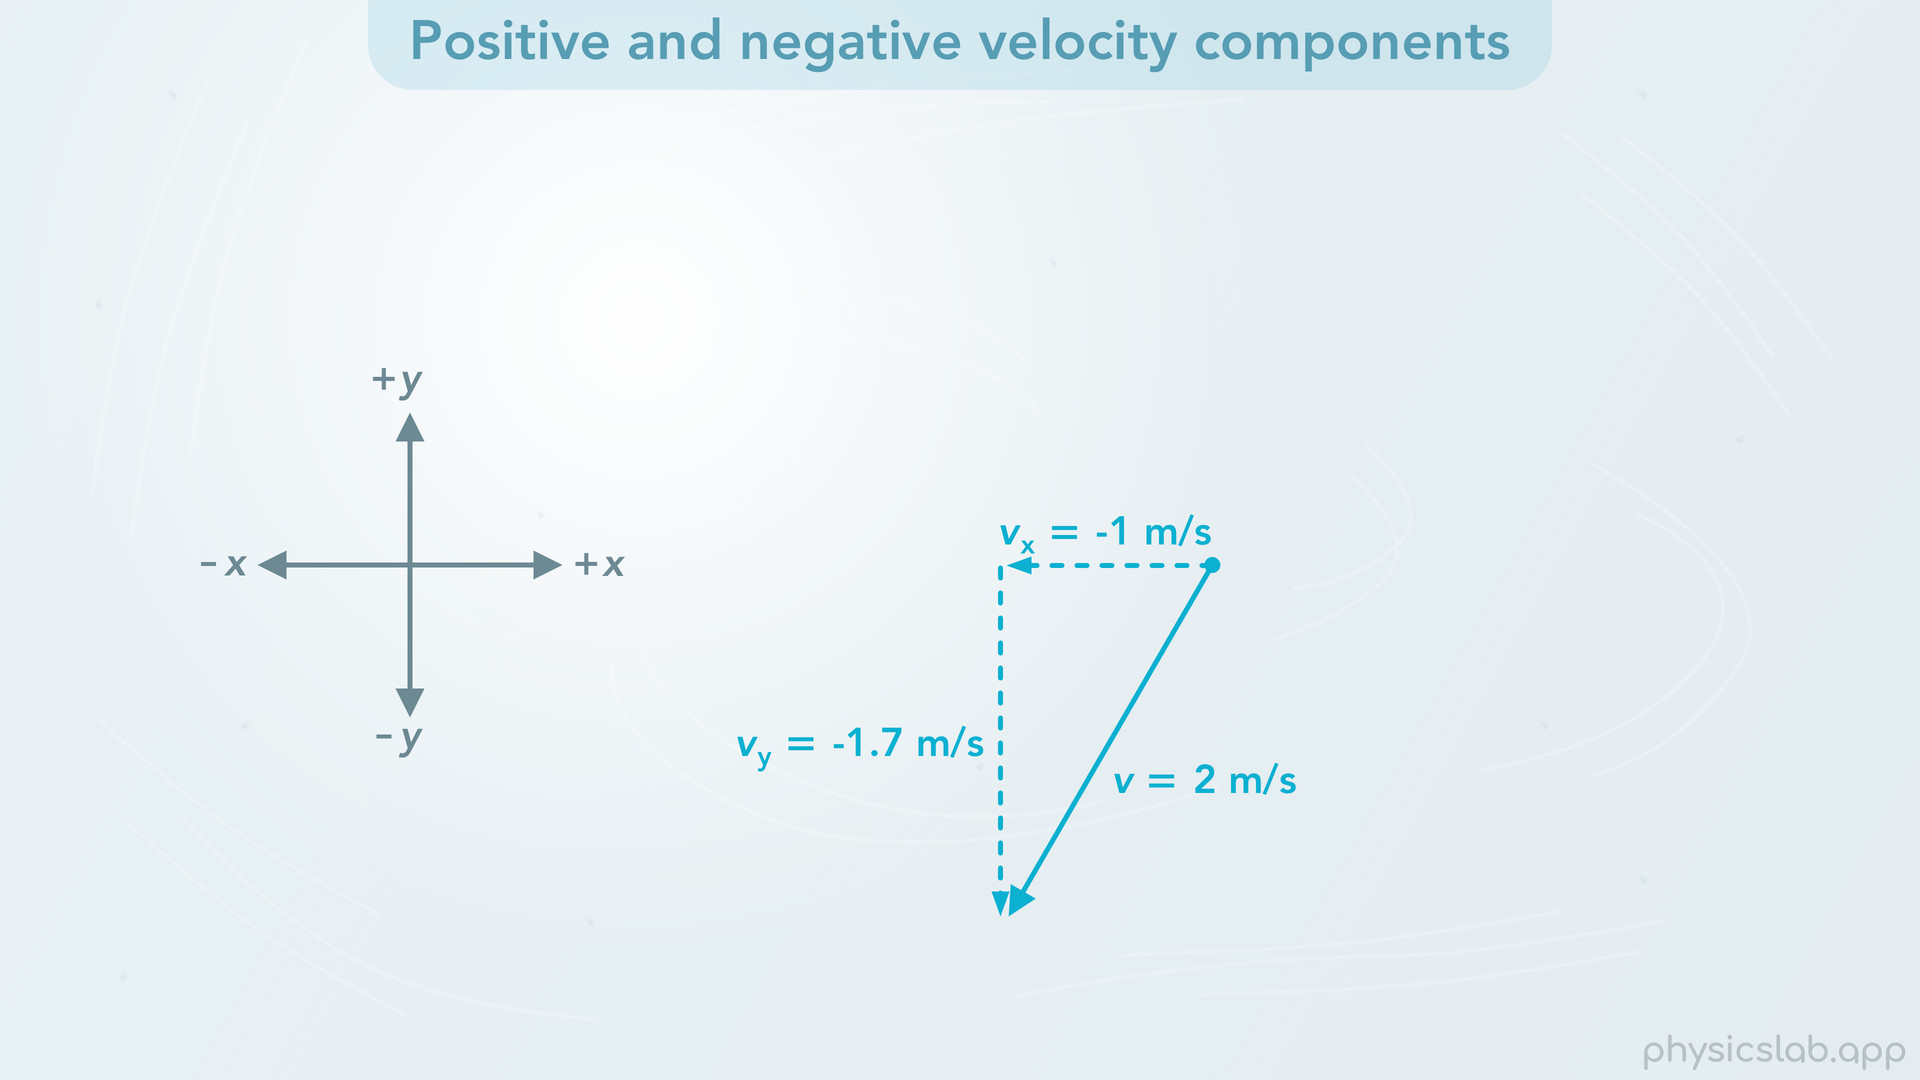 Positive and negative velocity components
+y
-x
+x
-y
vx = -1 m/s
vy = -1.7 m/s
v = 2 m/s
physicslab.app